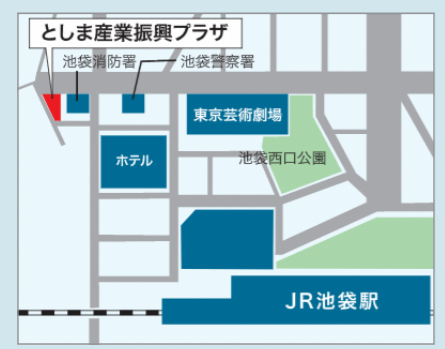 としま産業振興プラザ
池袋消防署
池袋警察署
東京芸術劇場
ホテル
池袋西口公園
JR池袋駅